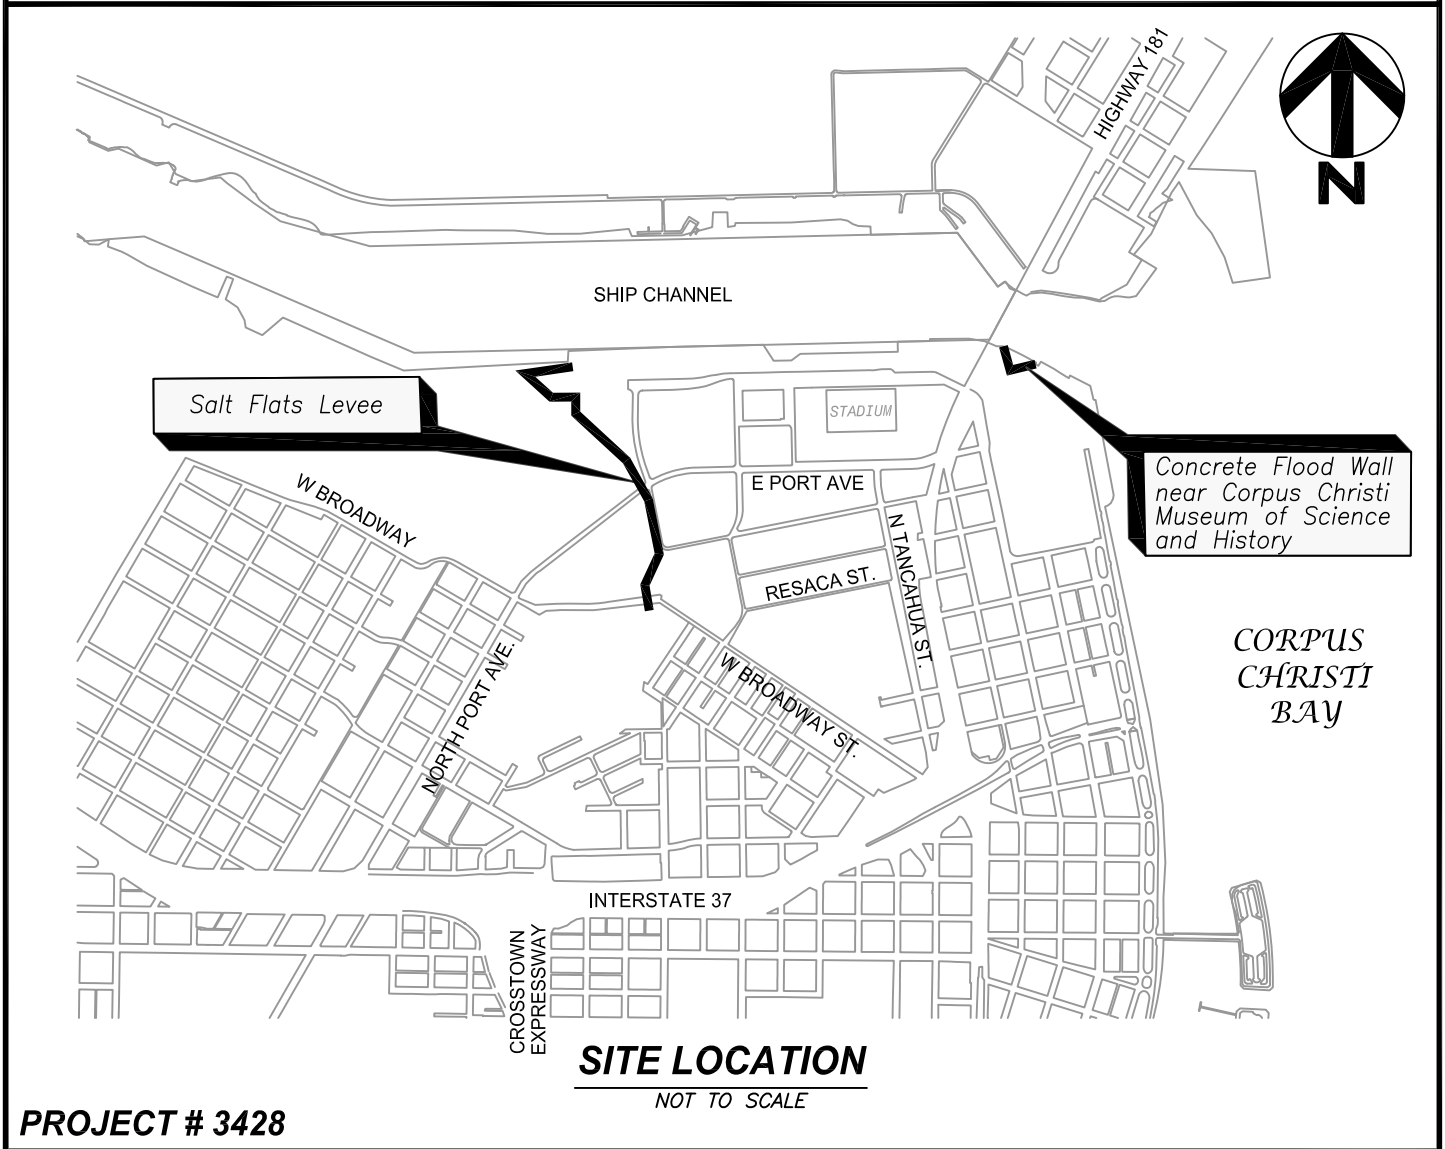 HIGHWAY 181
N
SHIP CHANNEL
Salt Flats Levee
STADIUM
W BROADWAY
E PORT AVE
Concrete Flood Wall
near Corpus Christi
Museum of Science
and History
N TANCAHUA ST.
RESACA ST.
CORPUS
CHRISTI
BAY
NORTH PORT AVE.
W BROADWAY ST.
INTERSTATE 37
CROSSTOWN
EXPRESSWAY
SITE LOCATION
NOT TO SCALE
PROJECT # 3428